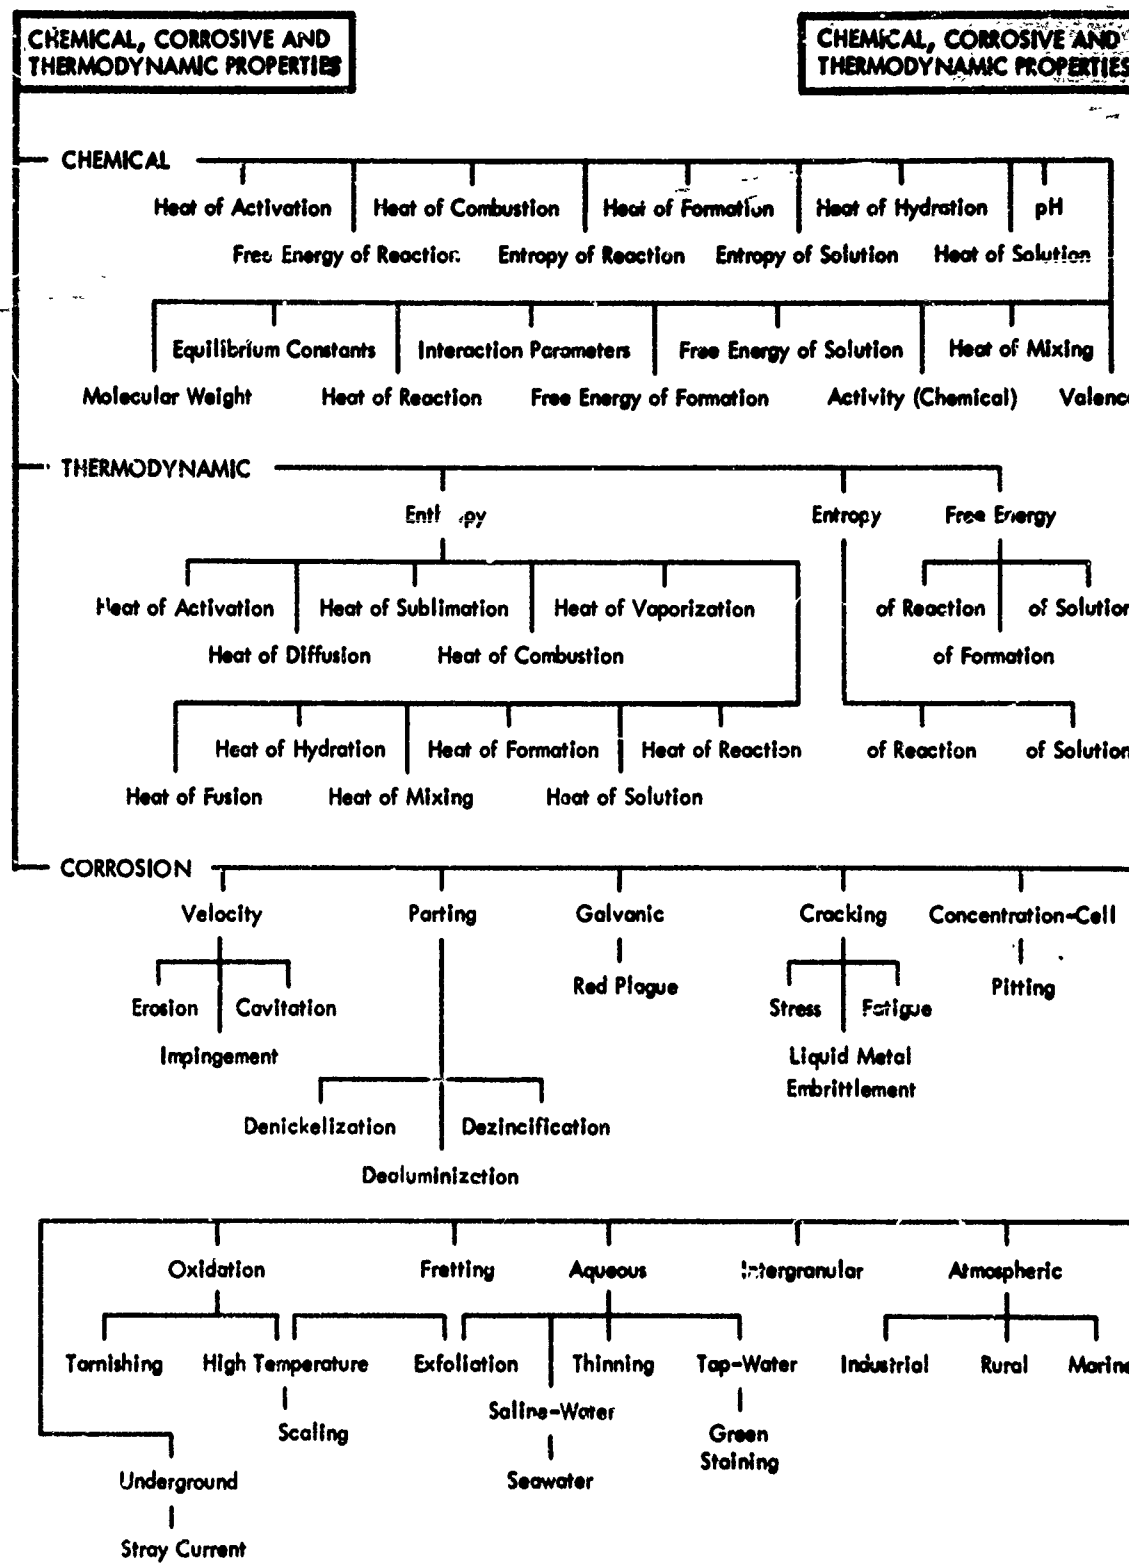 CHEMICAL, CORROSIVE AND
THERMODYNAMIC PROPERTIES
CHEMICAL, CORROSIVE AND
THERMODYNAMIC PROPERTIES
CHEMICAL
Heat of Activation
Heat of Combustion
Heat of Formation
Heat of Hydration
pH
Free Energy of Reaction
Entropy of Reaction
Entropy of Solution
Heat of Solution
Equilibrium Constants
Interaction Parameters
Free Energy of Solution
Heat of Mixing
Molecular Weight
Heat of Reaction
Free Energy of Formation
Activity (Chemical)
Valence
THERMODYNAMIC
Entropy
Free Energy
Heat of Activation
Heat of Sublimation
Heat of Vaporization
of Reaction
of Solution
Heat of Diffusion
Heat of Combustion
of Formation
Heat of Hydration
Heat of Formation
Heat of Reaction
of Reaction
of Solution
Heat of Fusion
Heat of Mixing
Heat of Solution
CORROSION
Velocity
Parting
Galvanic
Cracking
Concentration-Cell
Red Plague
Pitting
Erosion
Cavitation
Stress
Fatigue
Impingement
Liquid Metal
Embrittlement
Denickelization
Dezincification
Dealuminization
Oxidation
Fretting
Aqueous
Intergranular
Atmospheric
Tarnishing
High Temperature
Exfoliation
Thinning
Tap-Water
Industrial
Rural
Marine
Saline-Water
Scaling
Green
Staining
Underground
Seawater
Stray Current